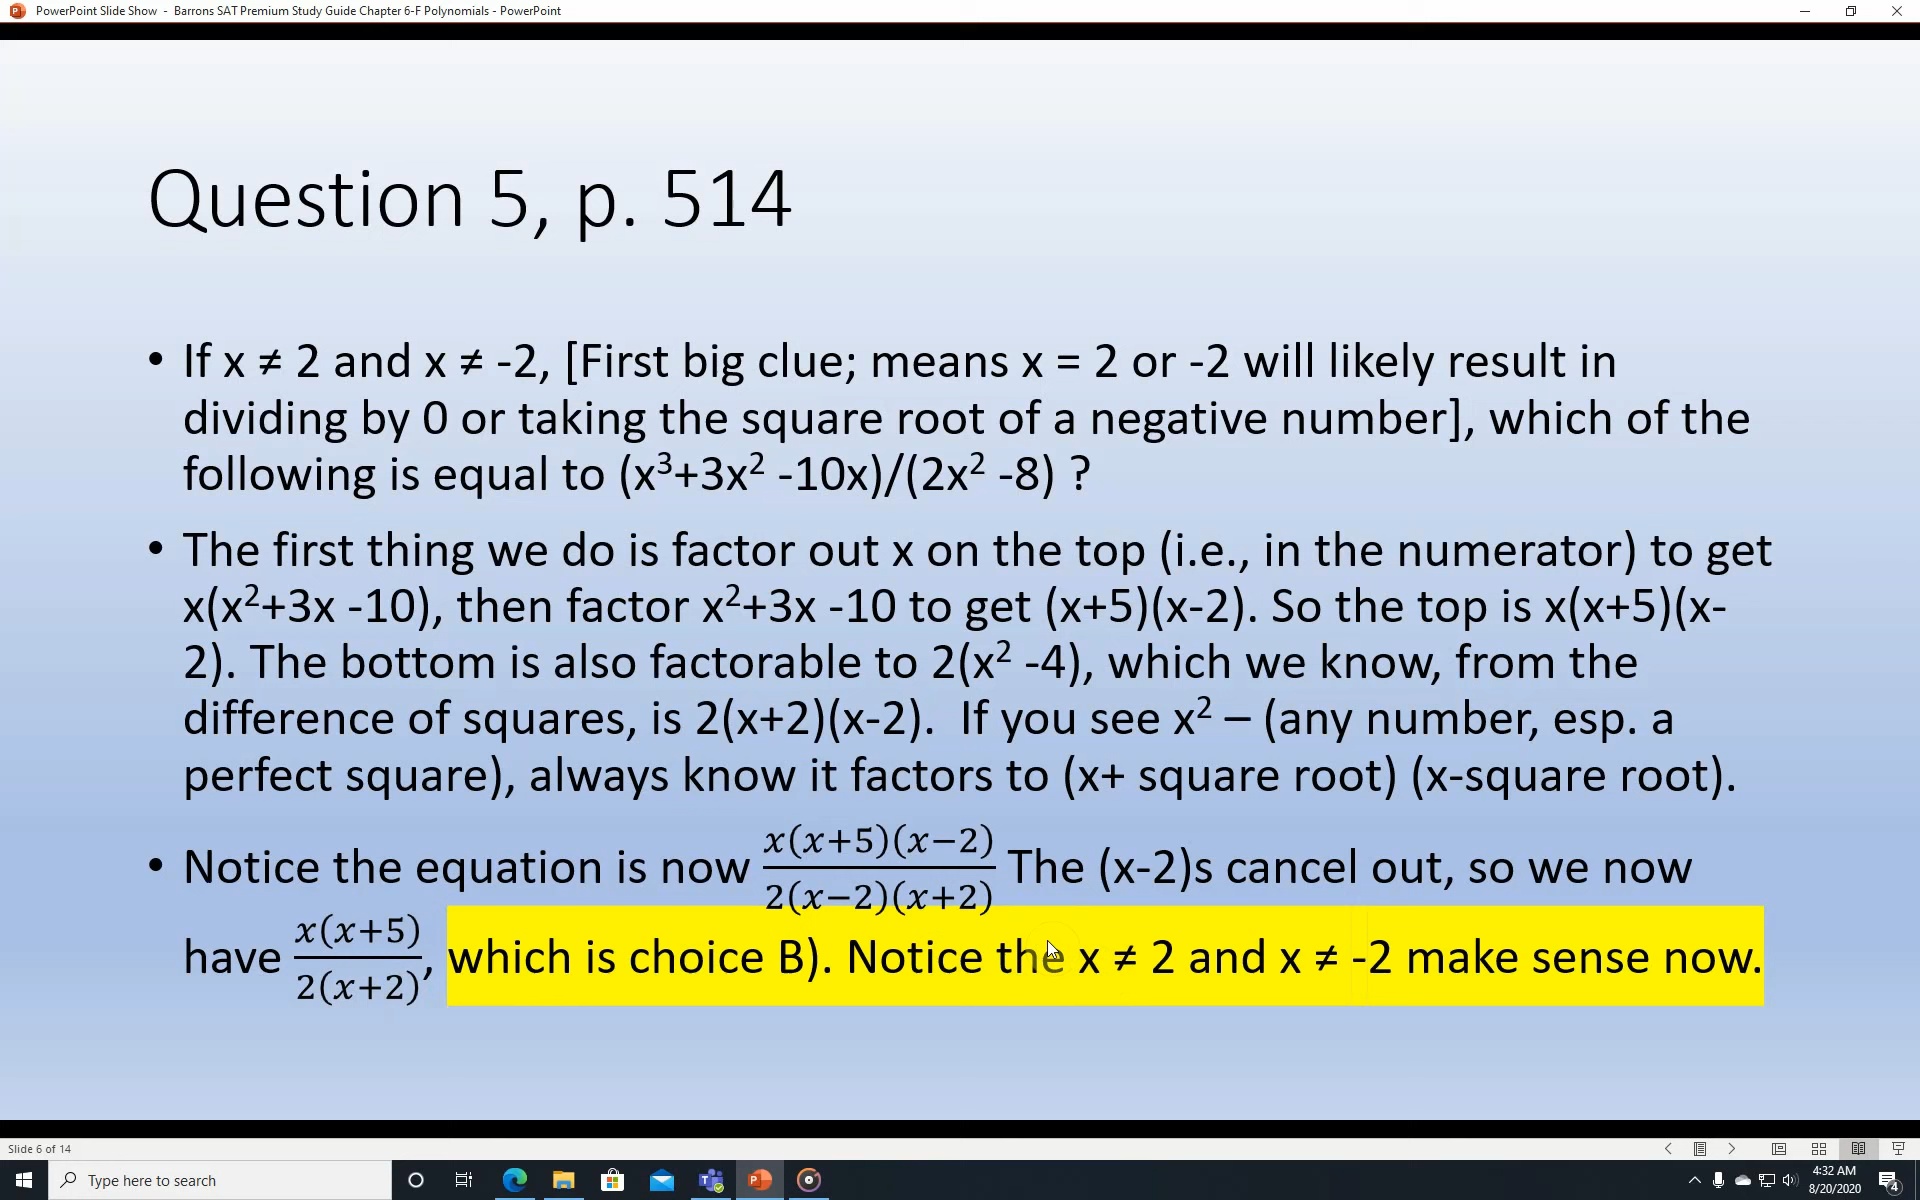 PowerPoint Slide Show - Barrons SAT Premium Study Guide Chapter 6-F Polynomials - PowerPoint
Question 5, p. 514
• If x ≠ 2 and x ≠ -2, [First big clue; means x = 2 or -2 will likely result in
dividing by 0 or taking the square root of a negative number], which of the
following is equal to (x³+3x² -10x)/(2x² -8) ?
• The first thing we do is factor out x on the top (i.e., in the numerator) to get
x(x²+3x -10), then factor x²+3x -10 to get (x+5)(x-2). So the top is x(x+5)(x-
2). The bottom is also factorable to 2(x² -4), which we know, from the
difference of squares, is 2(x+2)(x-2).  If you see x² – (any number, esp. a
perfect square), always know it factors to (x+ square root) (x-square root).
• Notice the equation is now x(x+5)(x−2)/2(x−2)(x+2) The (x-2)s cancel out, so we now
have x(x+5)/2(x+2), which is choice B). Notice the x ≠ 2 and x ≠ -2 make sense now.
Slide 6 of 14
Type here to search
4:32 AM
8/20/2020
4